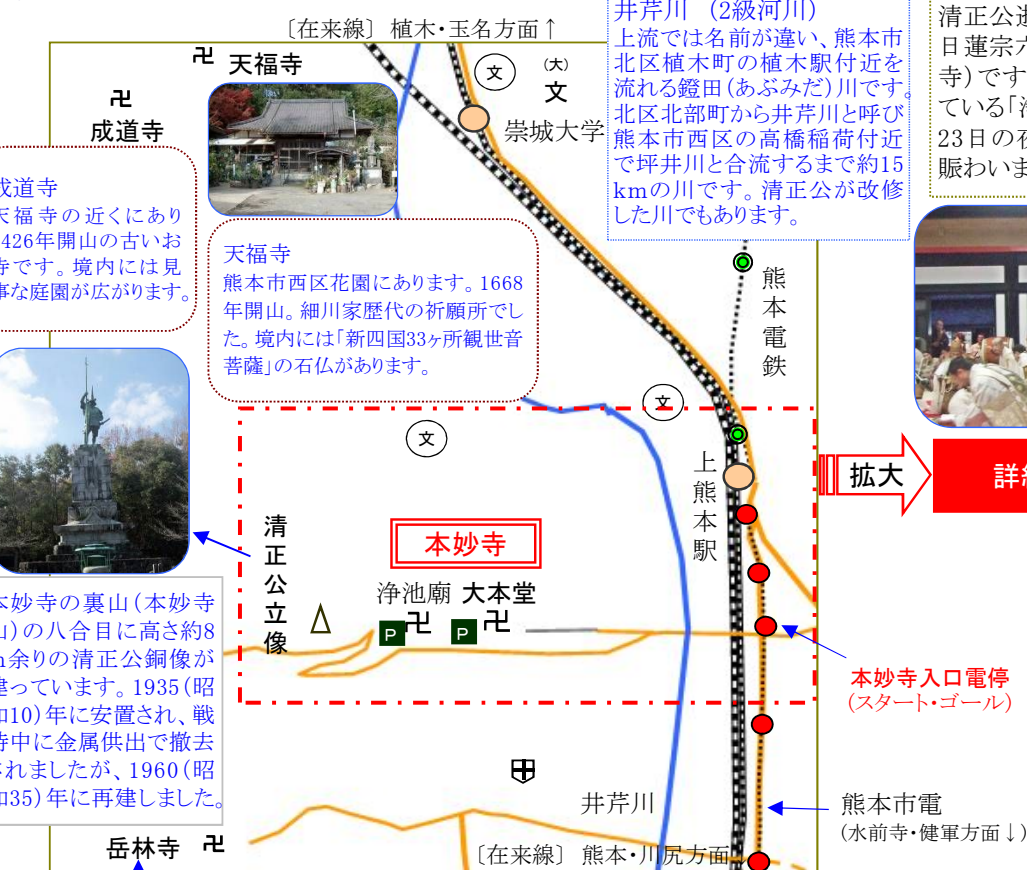 〔在来線〕 植木・玉名方面↑
天福寺
成道寺
文
(大)
文
崇城大学
井芹川 (2級河川)
上流では名前が違い、熊本市
北区植木町の植木駅付近を
流れる鐙田(あぶみだ)川です。
北区北部町から井芹川と呼び
熊本市西区の高橋稲荷付近
で坪井川と合流するまで約15
kmの川です。清正公が改修
した川でもあります。
日蓮宗
寺)です
ている「
23日の
賑わいま
成道寺
天福寺の近くにあり
426年開山の古いお
寺です。境内には見
事な庭園が広がります。
天福寺
熊本市西区花園にあります。1668
年開山。細川家歴代の祈願所でし
た。境内には「新四国33ヶ所観世音
菩薩」の石仏があります。
熊本電鉄
文
文
上熊本駅
拡大
詳
清正公立像
本妙寺
浄池廟 大本堂
P 卍 P 卍
本妙寺の裏山(本妙寺
山)の八合目に高さ約8
m余りの清正公銅像が
建っています。1935(昭
和10)年に安置され、戦
時中に金属供出で撤去
されましたが、1960(昭
和35)年に再建しました。
本妙寺入口電停
(スタート・ゴール)
井芹川
熊本市電
(水前寺・健軍方面↓)
岳林寺 卍
〔在来線〕 熊本・川尻方面